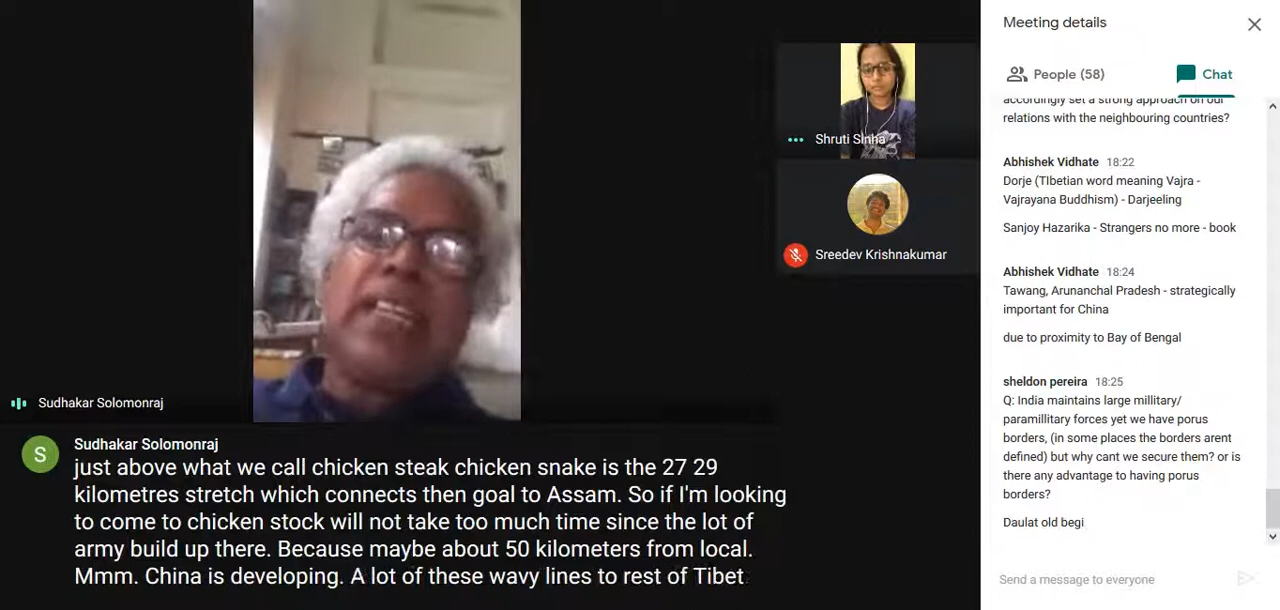 Sudhakar Solomonraj
S
Sudhakar Solomonraj
just above what we call chicken steak chicken snake is the 27 29
kilometres stretch which connects then goal to Assam. So if I'm looking
to come to chicken stock will not take too much time since the lot of
army build up there. Because maybe about 50 kilometers from local.
Mmm. China is developing. A lot of these wavy lines to rest of Tibet
Shruti Sinha
Sreedev Krishnakumar
Meeting details
People (58)
Chat
accordingly set a strong approach on our
relations with the neighbouring countries?
Abhishek Vidhate 18:22
Dorje (TIbetian word meaning Vajra -
Vajrayana Buddhism) - Darjeeling
Sanjoy Hazarika - Strangers no more - book
Abhishek Vidhate 18:24
Tawang, Arunanchal Pradesh - strategically
important for China
due to proximity to Bay of Bengal
sheldon pereira 18:25
Q: India maintains large millitary/
paramillitary forces yet we have porus
borders, (in some places the borders arent
defined) but why cant we secure them? or is
there any advantage to having porus
borders?
Daulat old begi
Send a message to everyone